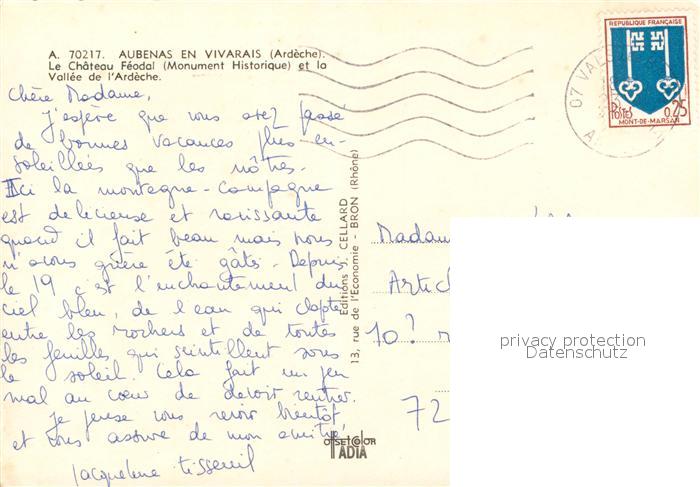 A. 70217. AUBENAS EN VIVARAIS (Ardèche).
Le Château Féodal (Monument Historique) et la
Vallée de l'Ardèche.
Chère Madame,
J'espère que vous avez passé
de bonnes vacances plus en-
soleillées que les nôtres.
Ici la montagne-campagne
est délicieuse et ravissante
quand il fait beau mais nous
n'avons guère été gâtés. Depuis
le 19 c'est l'enchantement du
ciel bleu, de l'eau qui clapote
entre les rochers et de toutes
les feuilles qui scintillent sous
le soleil. Cela fait un peu
mal au cœur de devoir rentrer.
Je pense vous revoir bientôt
et vous assure de mon amitié,
Jacqueline Tisseuil
Editions J. CELLARD
13, rue de l'Economie - BRON (Rhône)
OFFSETCOLOR
IADIA
REPUBLIQUE FRANÇAISE
POSTES 0,25
MONT-DE-MARSAN
07 VALS
Madam
Artic
10? r
72
privacy protection
Datenschutz